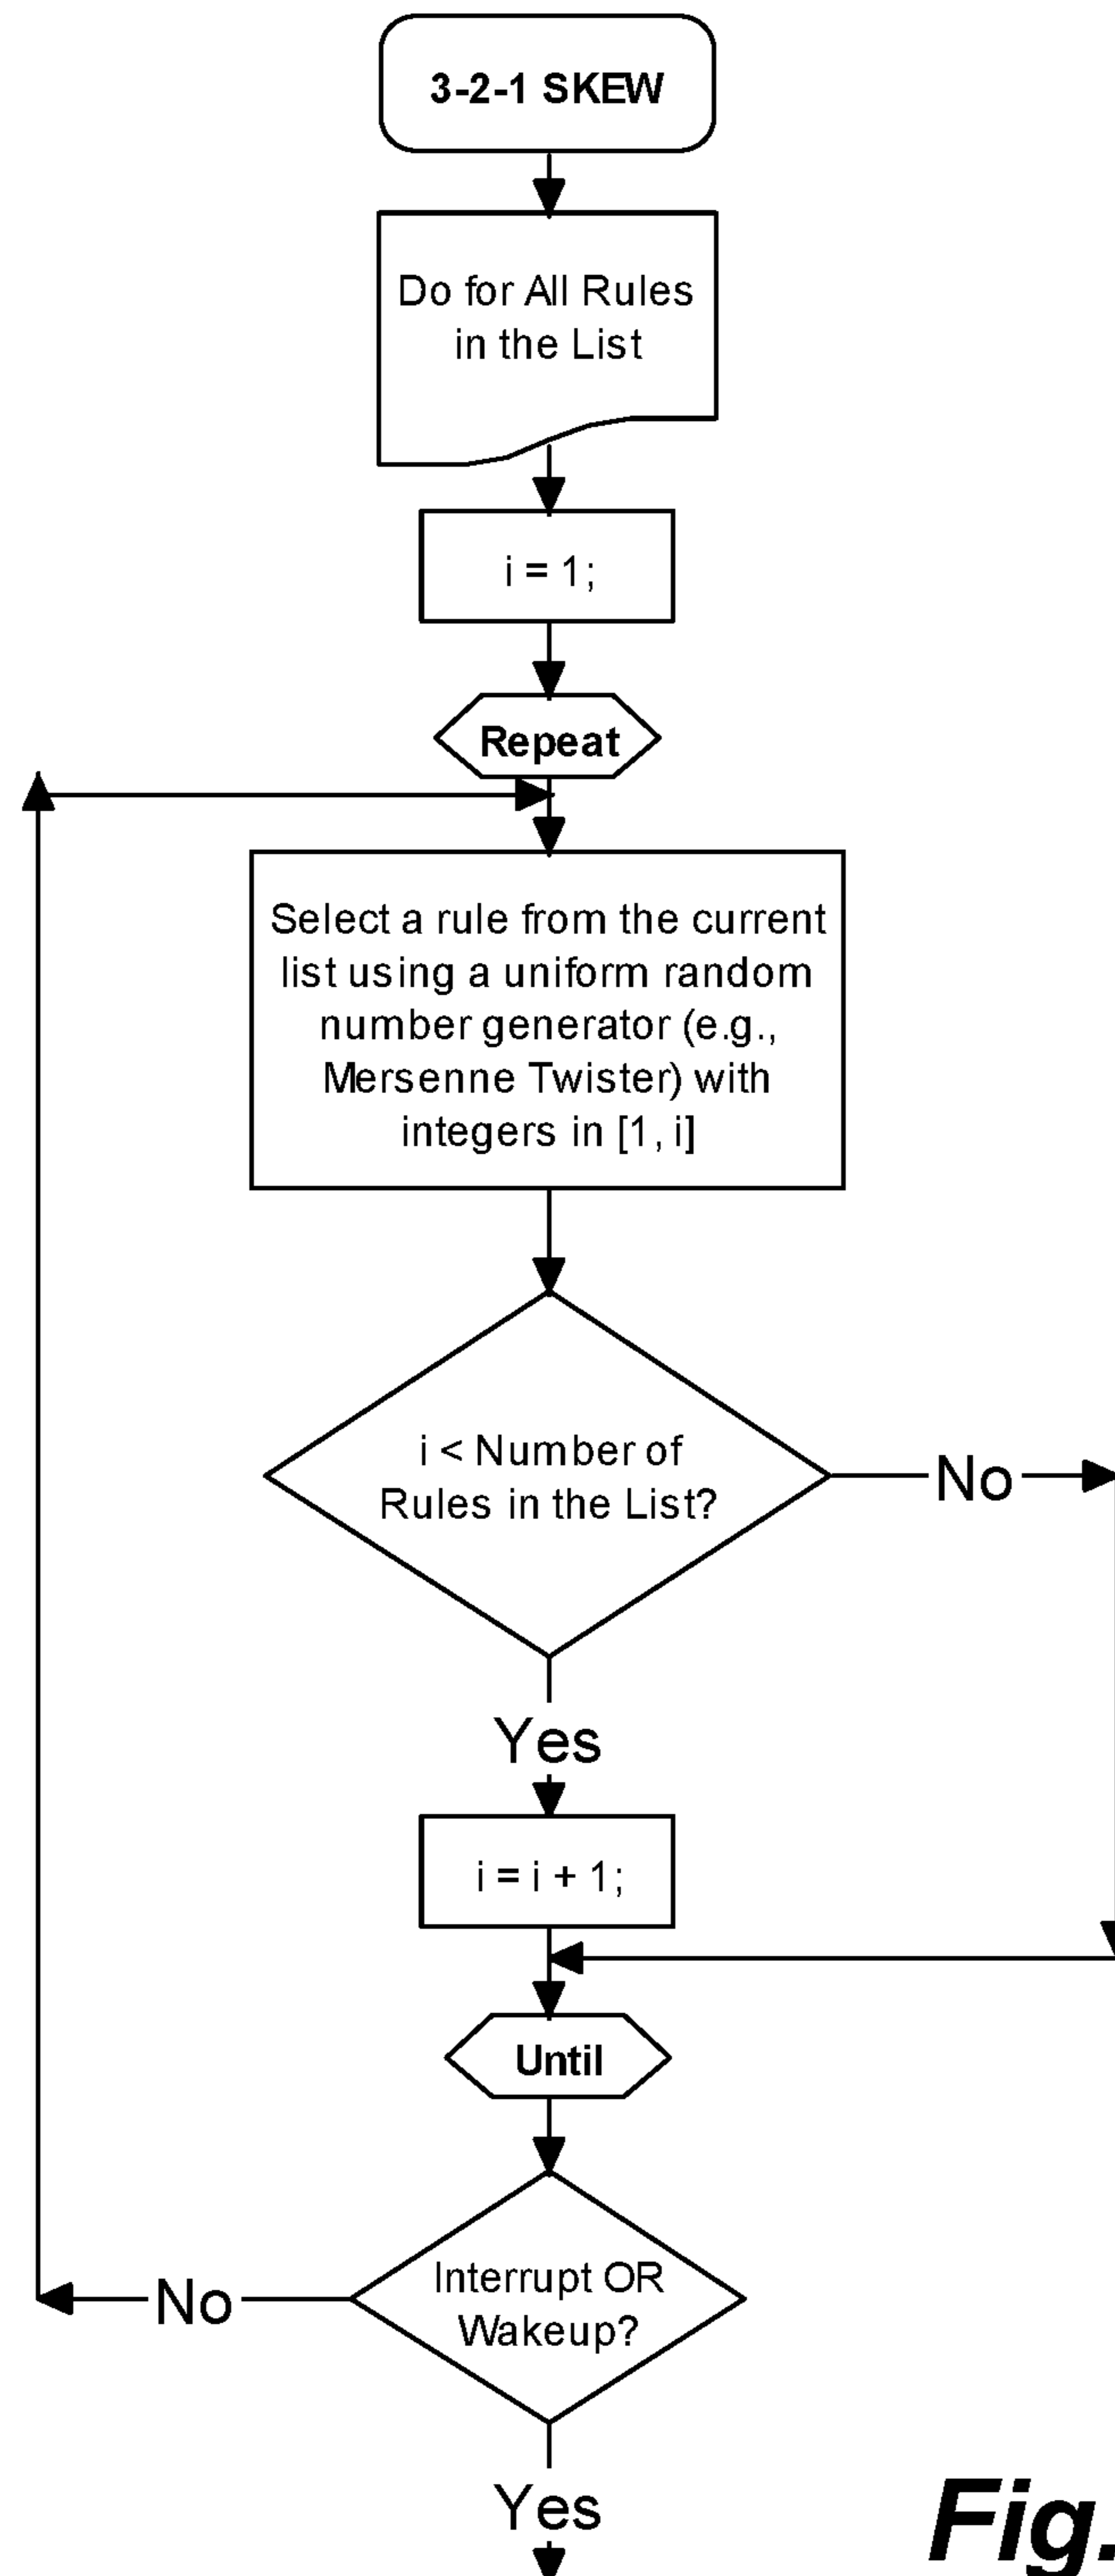 3-2-1 SKEW
Do for All Rules
in the List
i = 1;
Repeat
Select a rule from the current
list using a uniform random
number generator (e.g.,
Mersenne Twister) with
integers in [1, i]
i < Number of
Rules in the List?
No
Yes
i = i + 1;
Until
Interrupt OR
Wakeup?
No
Yes
Fig.